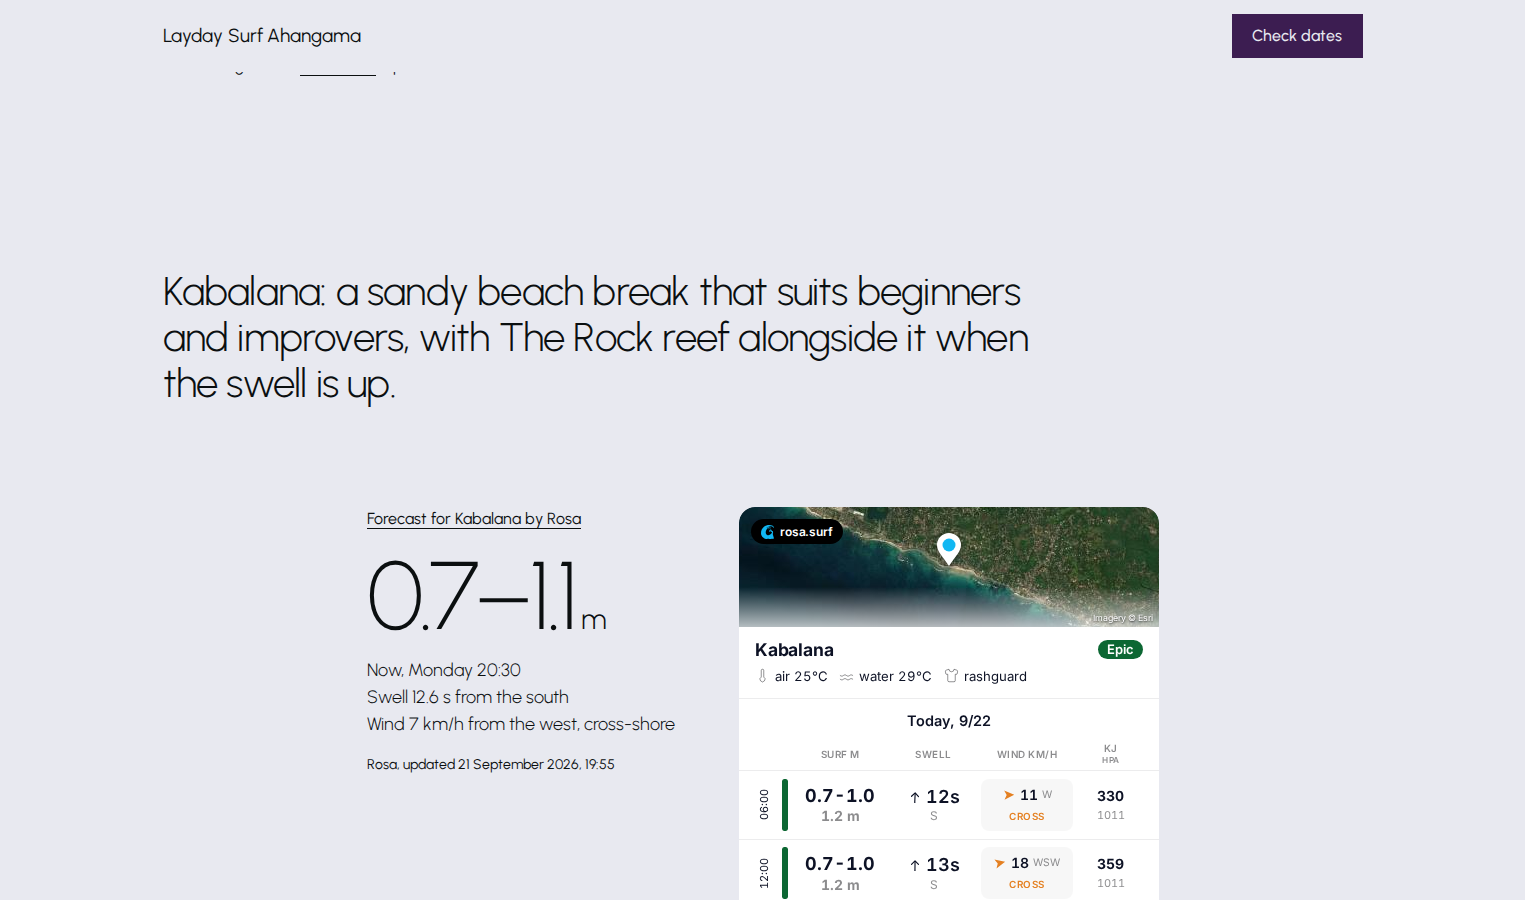 Layday Surf Ahangama
Check dates
Kabalana: a sandy beach break that suits beginners
and improvers, with The Rock reef alongside it when
the swell is up.
Forecast for Kabalana by Rosa
0.7–1.1 m
Now, Monday 20:30
Swell 12.6 s from the south
Wind 7 km/h from the west, cross-shore
Rosa, updated 21 September 2026, 19:55
rosa.surf
Imagery © Esri
Kabalana
Epic
air 25°C water 29°C rashguard
Today, 9/22
SURF M SWELL WIND KM/H KJ
HPA
06:00 0.7-1.0 ↑ 12s 11 W 330
1.2 m S CROSS 1011
12:00 0.7-1.0 ↑ 13s 18 WSW 359
1.2 m S CROSS 1011